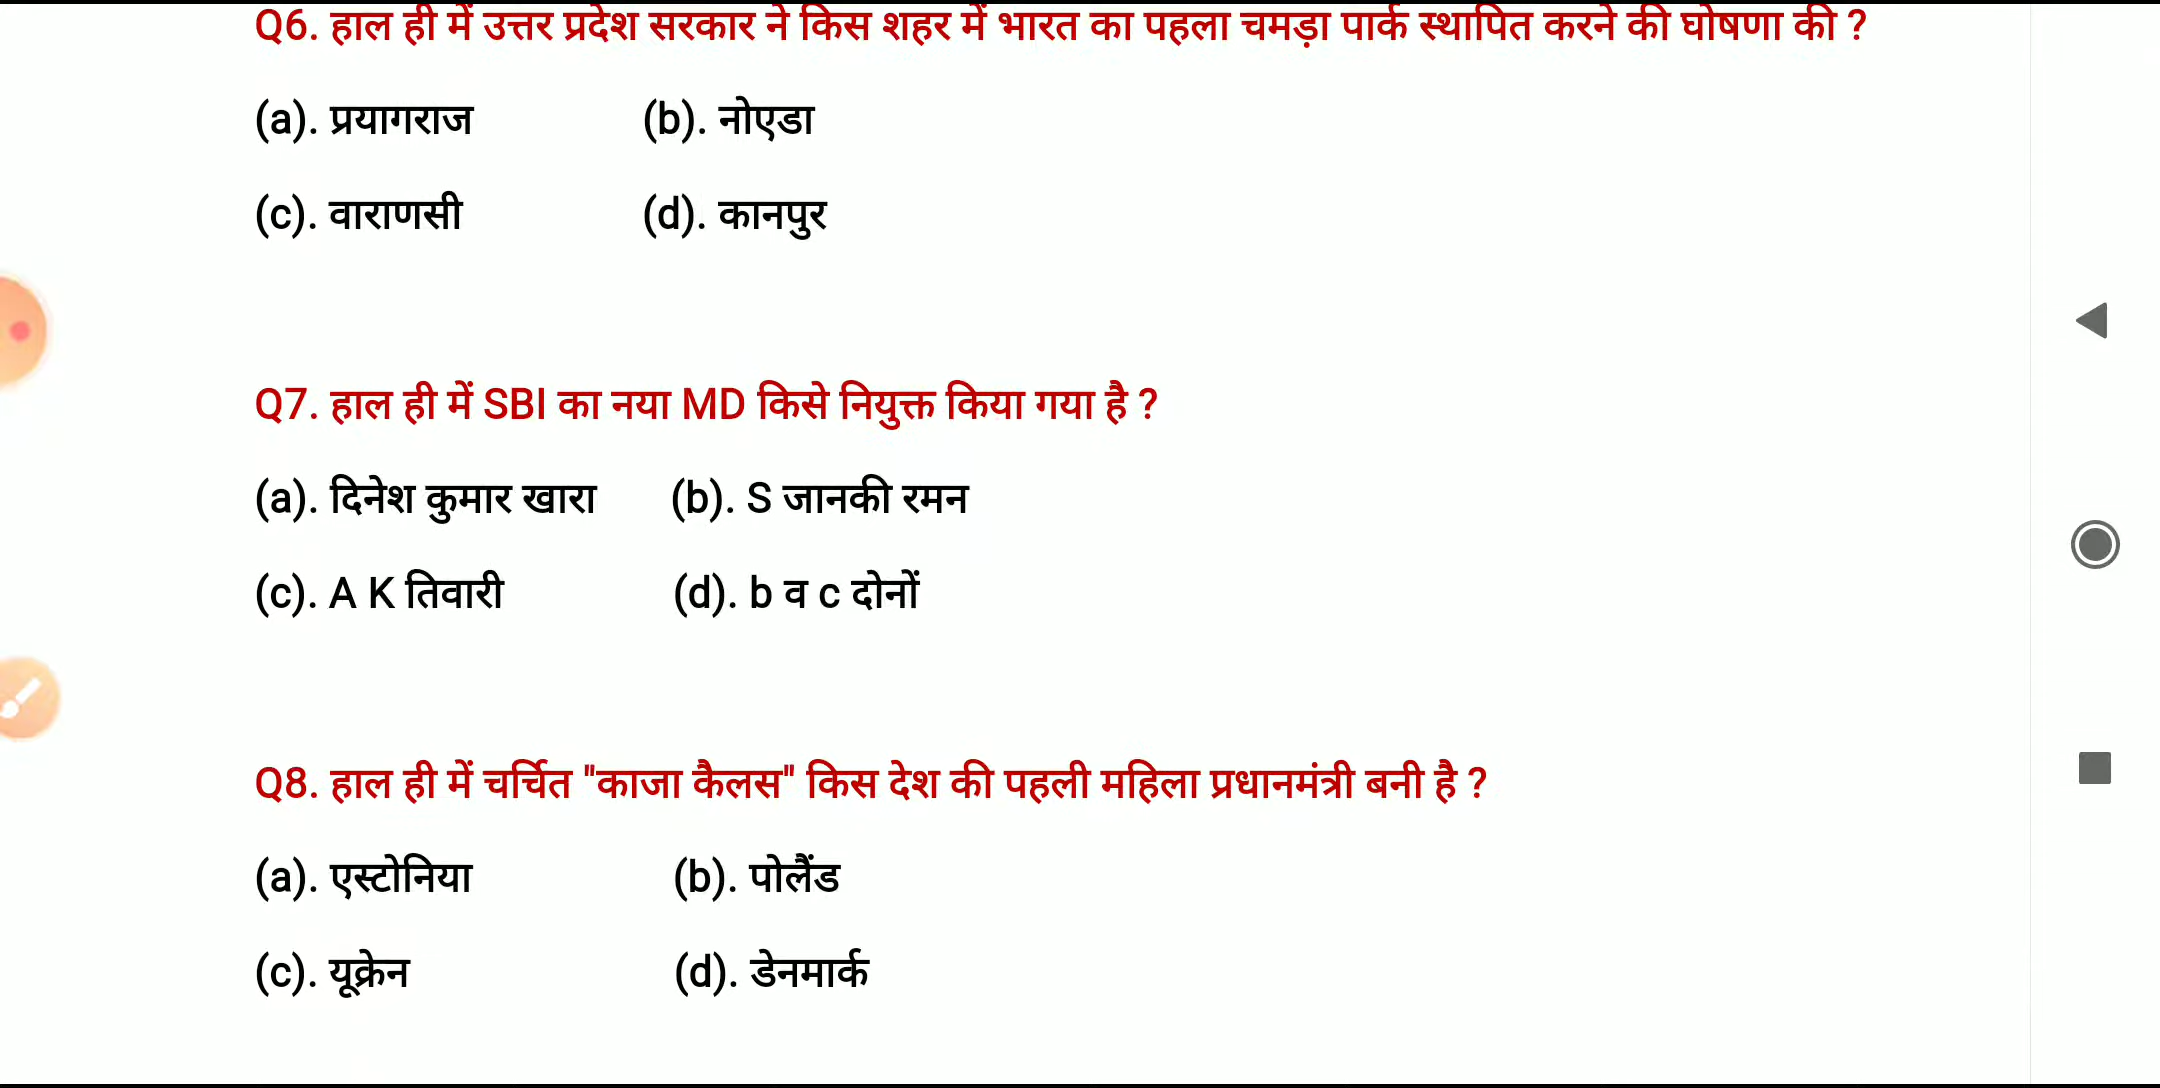 Q6. हाल ही में उत्तर प्रदेश सरकार ने किस शहर में भारत का पहला चमड़ा पार्क स्थापित करने की घोषणा की ?
(a). प्रयागराज (b). नोएडा
(c). वाराणसी (d). कानपुर
Q7. हाल ही में SBI का नया MD किसे नियुक्त किया गया है ?
(a). दिनेश कुमार खारा (b). S जानकी रमन
(c). A K तिवारी (d). b व c दोनों
Q8. हाल ही में चर्चित "काजा कैलस" किस देश की पहली महिला प्रधानमंत्री बनी है ?
(a). एस्टोनिया (b). पोलैंड
(c). यूक्रेन (d). डेनमार्क